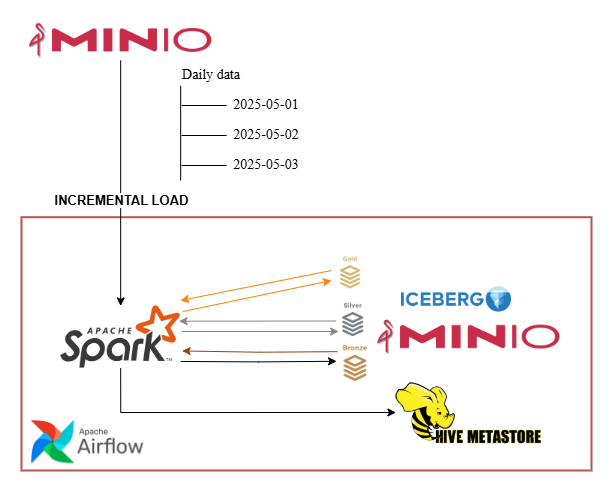 MINIO
Daily data
2025-05-01
2025-05-02
2025-05-03
INCREMENTAL LOAD
Gold
ICEBERG
Silver
APACHE
Spark™
MINIO
Bronze
HIVE METASTORE
Apache
Airflow